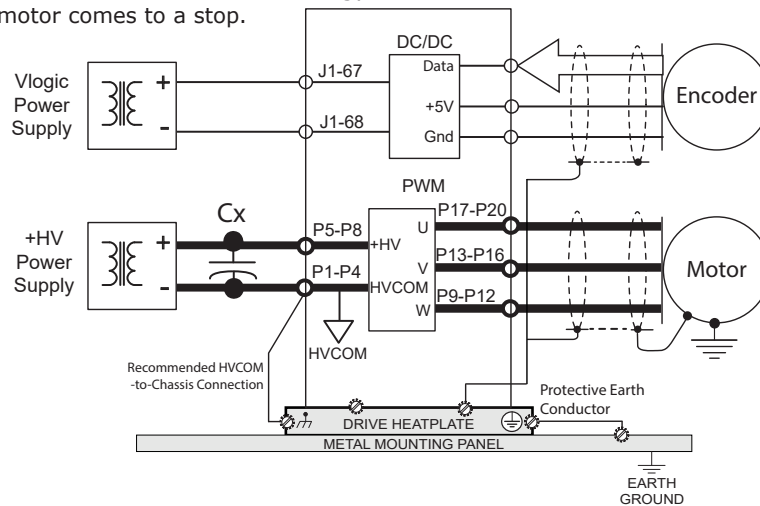 motor comes to a stop.
DC/DC
J1-67
Data
Vlogic
Power
Supply
+
-
+5V
Encoder
J1-68
Gnd
PWM
Cx
P17-P20
P5-P8
U
+HV
Power
Supply
+
-
+HV
P13-P16
V
Motor
P1-P4
HVCOM
P9-P12
W
HVCOM
Recommended HVCOM
-to-Chassis Connection
Protective Earth
Conductor
DRIVE HEATPLATE
METAL MOUNTING PANEL
EARTH
GROUND